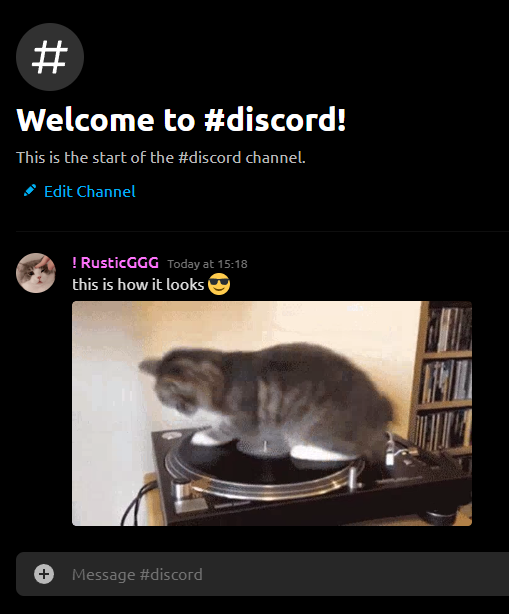 #
Welcome to #discord!
This is the start of the #discord channel.
Edit Channel
! RusticGGG Today at 15:18
this is how it looks 😎
Message #discord